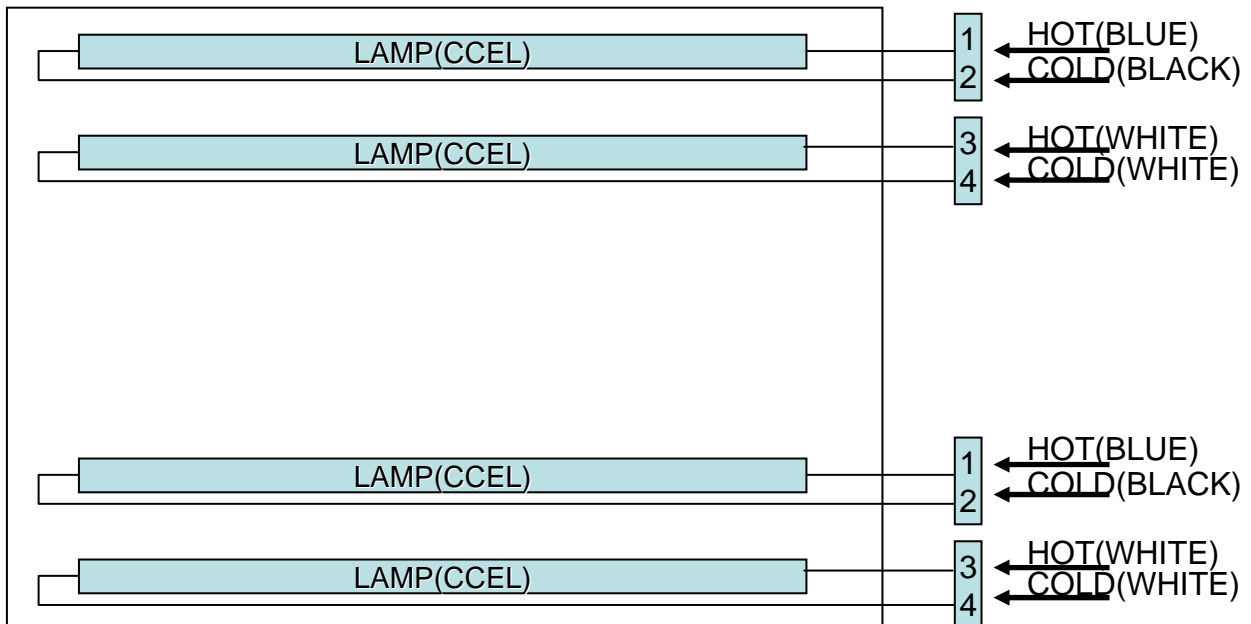 LAMP(CCEL)
1 HOT(BLUE)
2 COLD(BLACK)
LAMP(CCEL)
3 HOT(WHITE)
4 COLD(WHITE)
LAMP(CCEL)
1 HOT(BLUE)
2 COLD(BLACK)
LAMP(CCEL)
3 HOT(WHITE)
4 COLD(WHITE)